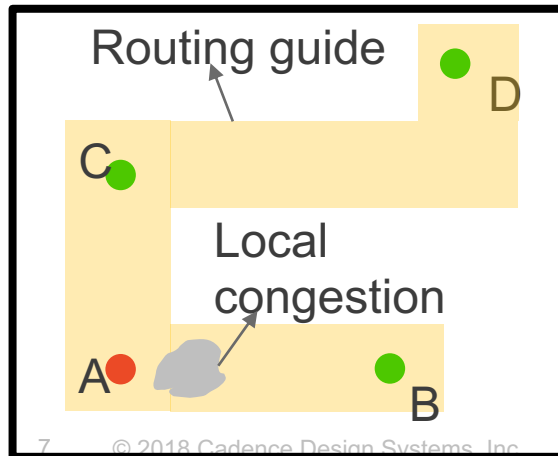 Routing guide
D
C
Local
congestion
A
B
7 © 2018 Cadence Design Systems, Inc